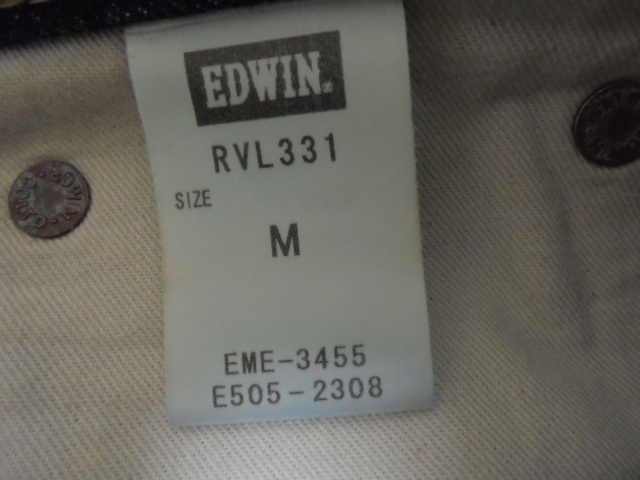 EDWIN.
RVL331
SIZE
M
EME-3455
E505-2308